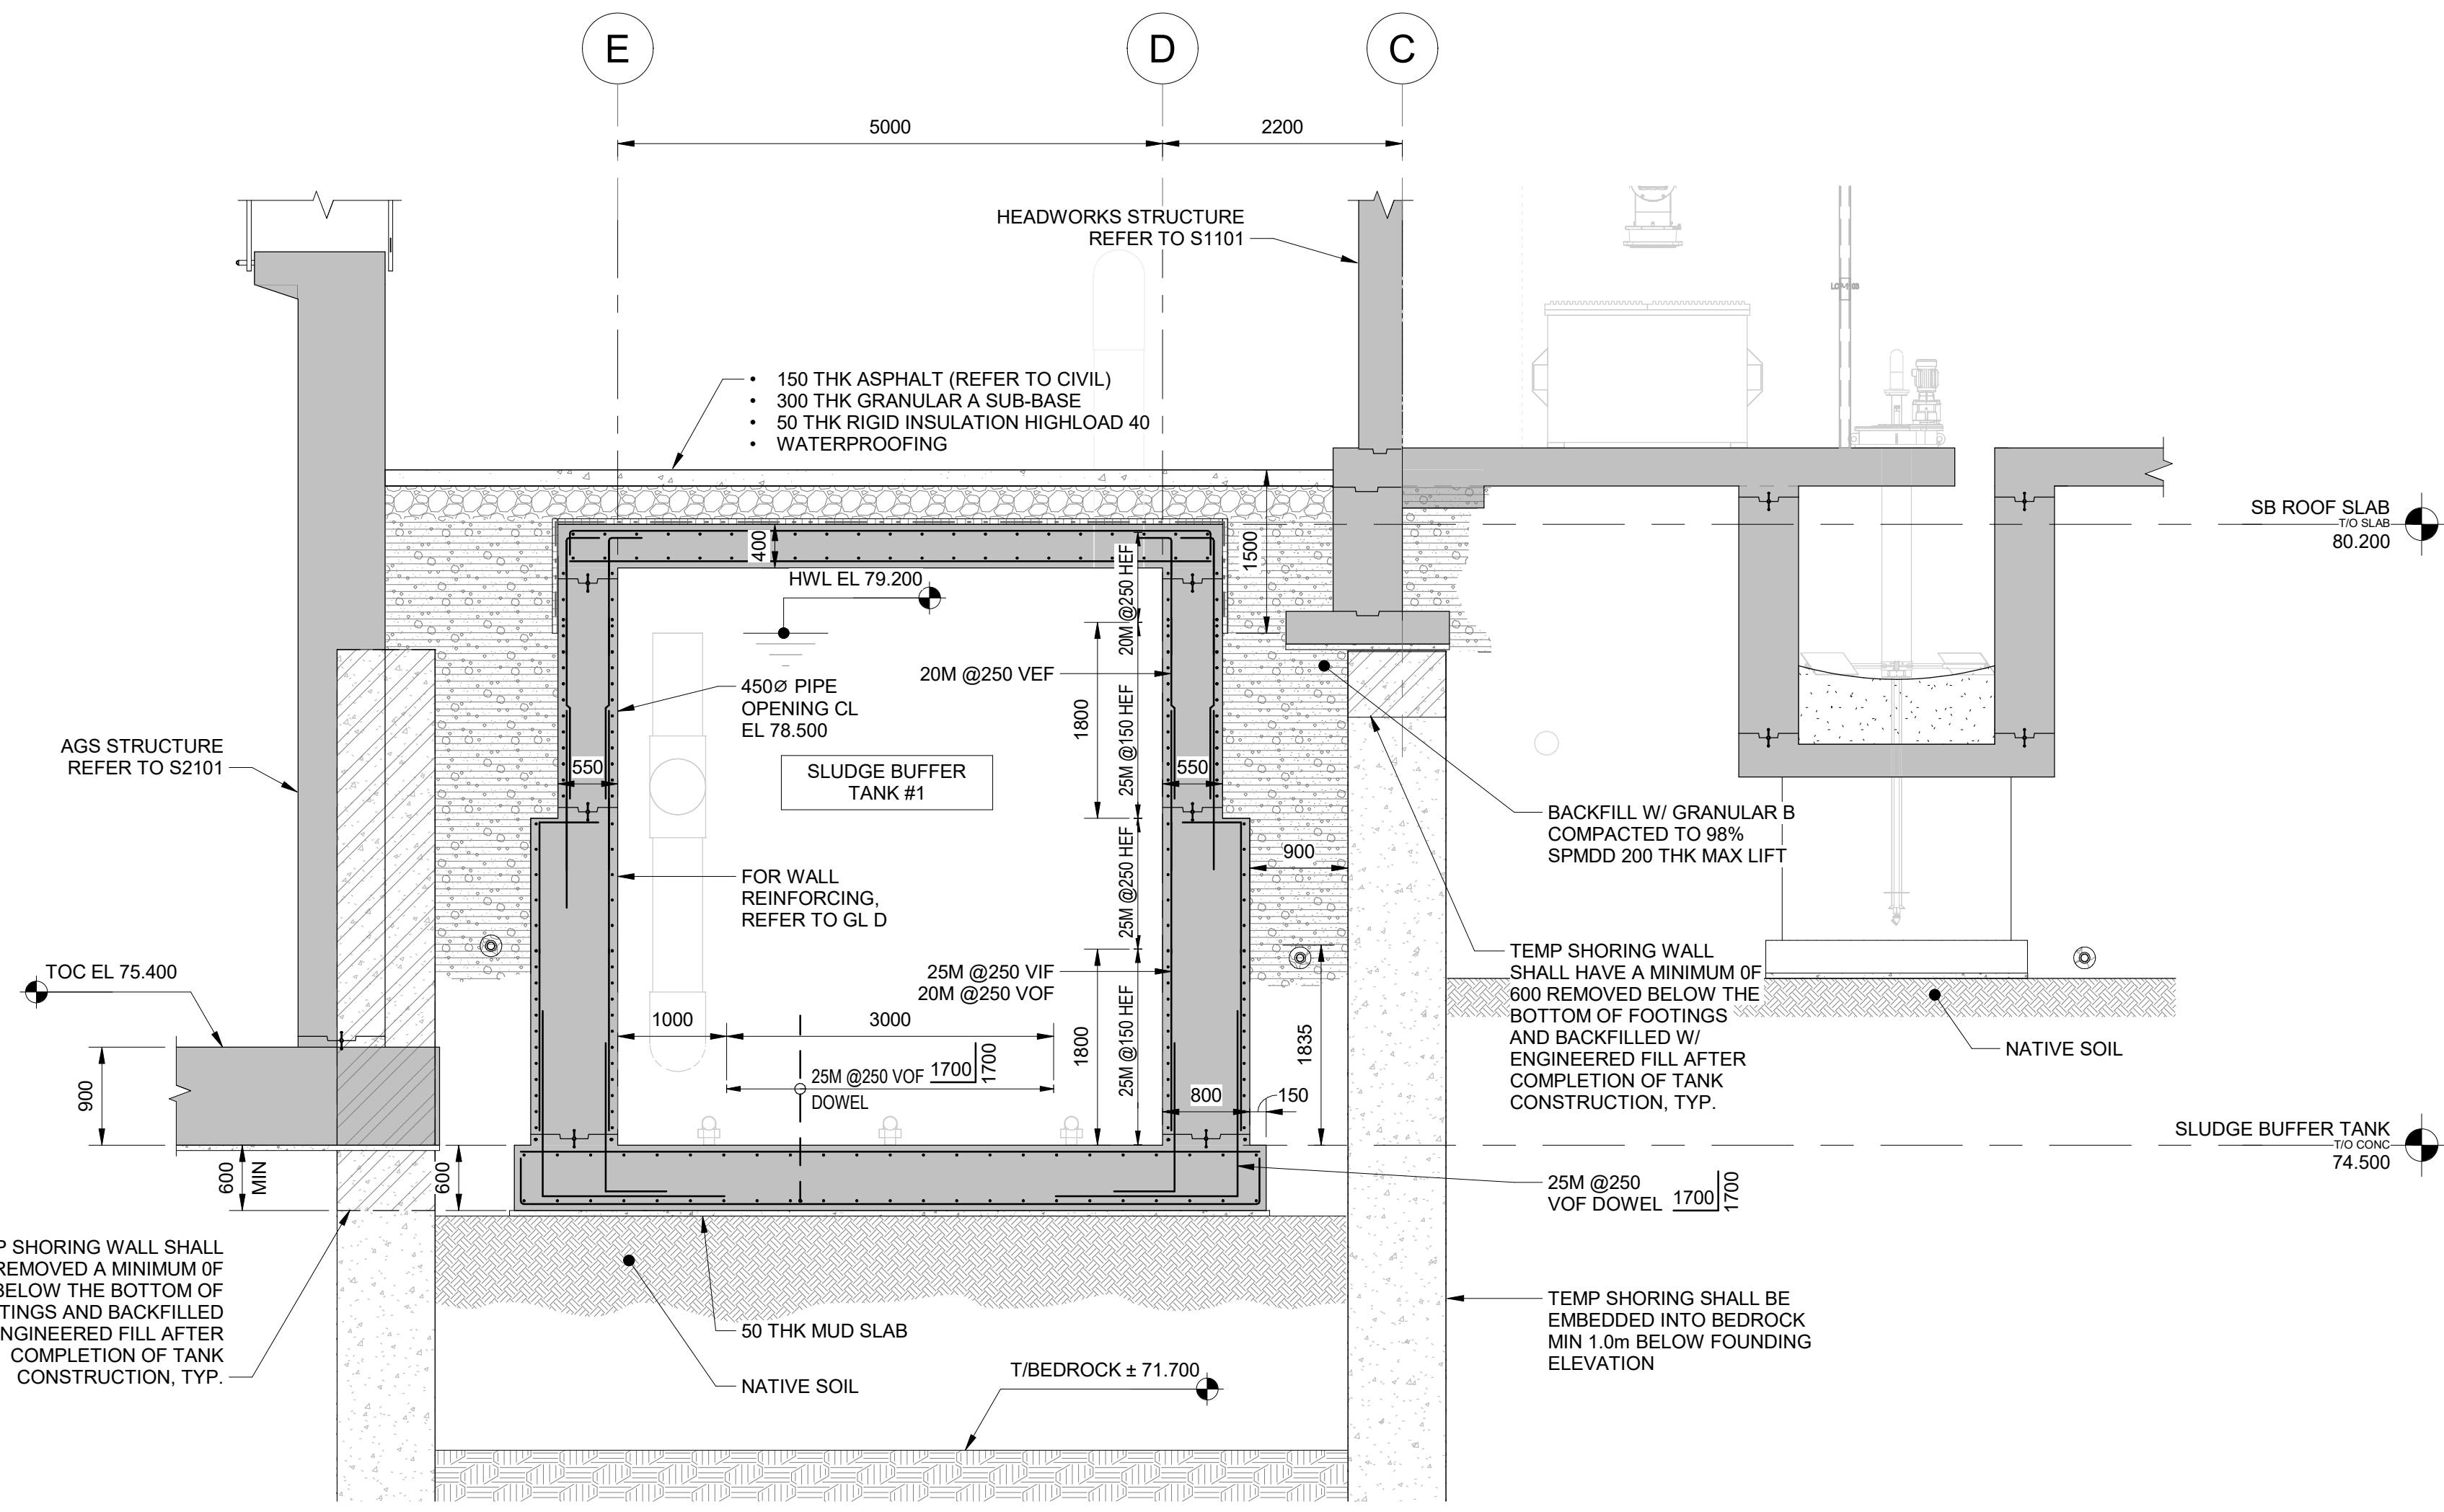 E
D
C
5000
2200
HEADWORKS STRUCTURE
REFER TO S1101
• 150 THK ASPHALT (REFER TO CIVIL)
• 300 THK GRANULAR A SUB-BASE
• 50 THK RIGID INSULATION HIGHLOAD 40
• WATERPROOFING
SB ROOF SLAB
T/O SLAB
80.200
400
1500
HWL EL 79.200
20M @250 HEF
20M @250 VEF
450Ø PIPE
OPENING CL
EL 78.500
1800
25M @150 HEF
AGS STRUCTURE
REFER TO S2101
SLUDGE BUFFER
TANK #1
550
550
BACKFILL W/ GRANULAR B
COMPACTED TO 98%
SPMDD 200 THK MAX LIFT
900
25M @250 HEF
FOR WALL
REINFORCING,
REFER TO GL D
TEMP SHORING WALL
SHALL HAVE A MINIMUM 0F
600 REMOVED BELOW THE
BOTTOM OF FOOTINGS
AND BACKFILLED W/
ENGINEERED FILL AFTER
COMPLETION OF TANK
CONSTRUCTION, TYP.
TOC EL 75.400
25M @250 VIF
20M @250 VOF
1000
3000
1800
25M @150 HEF
1835
NATIVE SOIL
25M @250 VOF 1700 1700
DOWEL
900
800
150
SLUDGE BUFFER TANK
T/O CONC
74.500
600
MIN
600
25M @250
VOF DOWEL 1700 1700
P SHORING WALL SHALL
REMOVED A MINIMUM 0F
BELOW THE BOTTOM OF
TINGS AND BACKFILLED
NGINEERED FILL AFTER
COMPLETION OF TANK
CONSTRUCTION, TYP.
TEMP SHORING SHALL BE
EMBEDDED INTO BEDROCK
MIN 1.0m BELOW FOUNDING
ELEVATION
50 THK MUD SLAB
T/BEDROCK ± 71.700
NATIVE SOIL